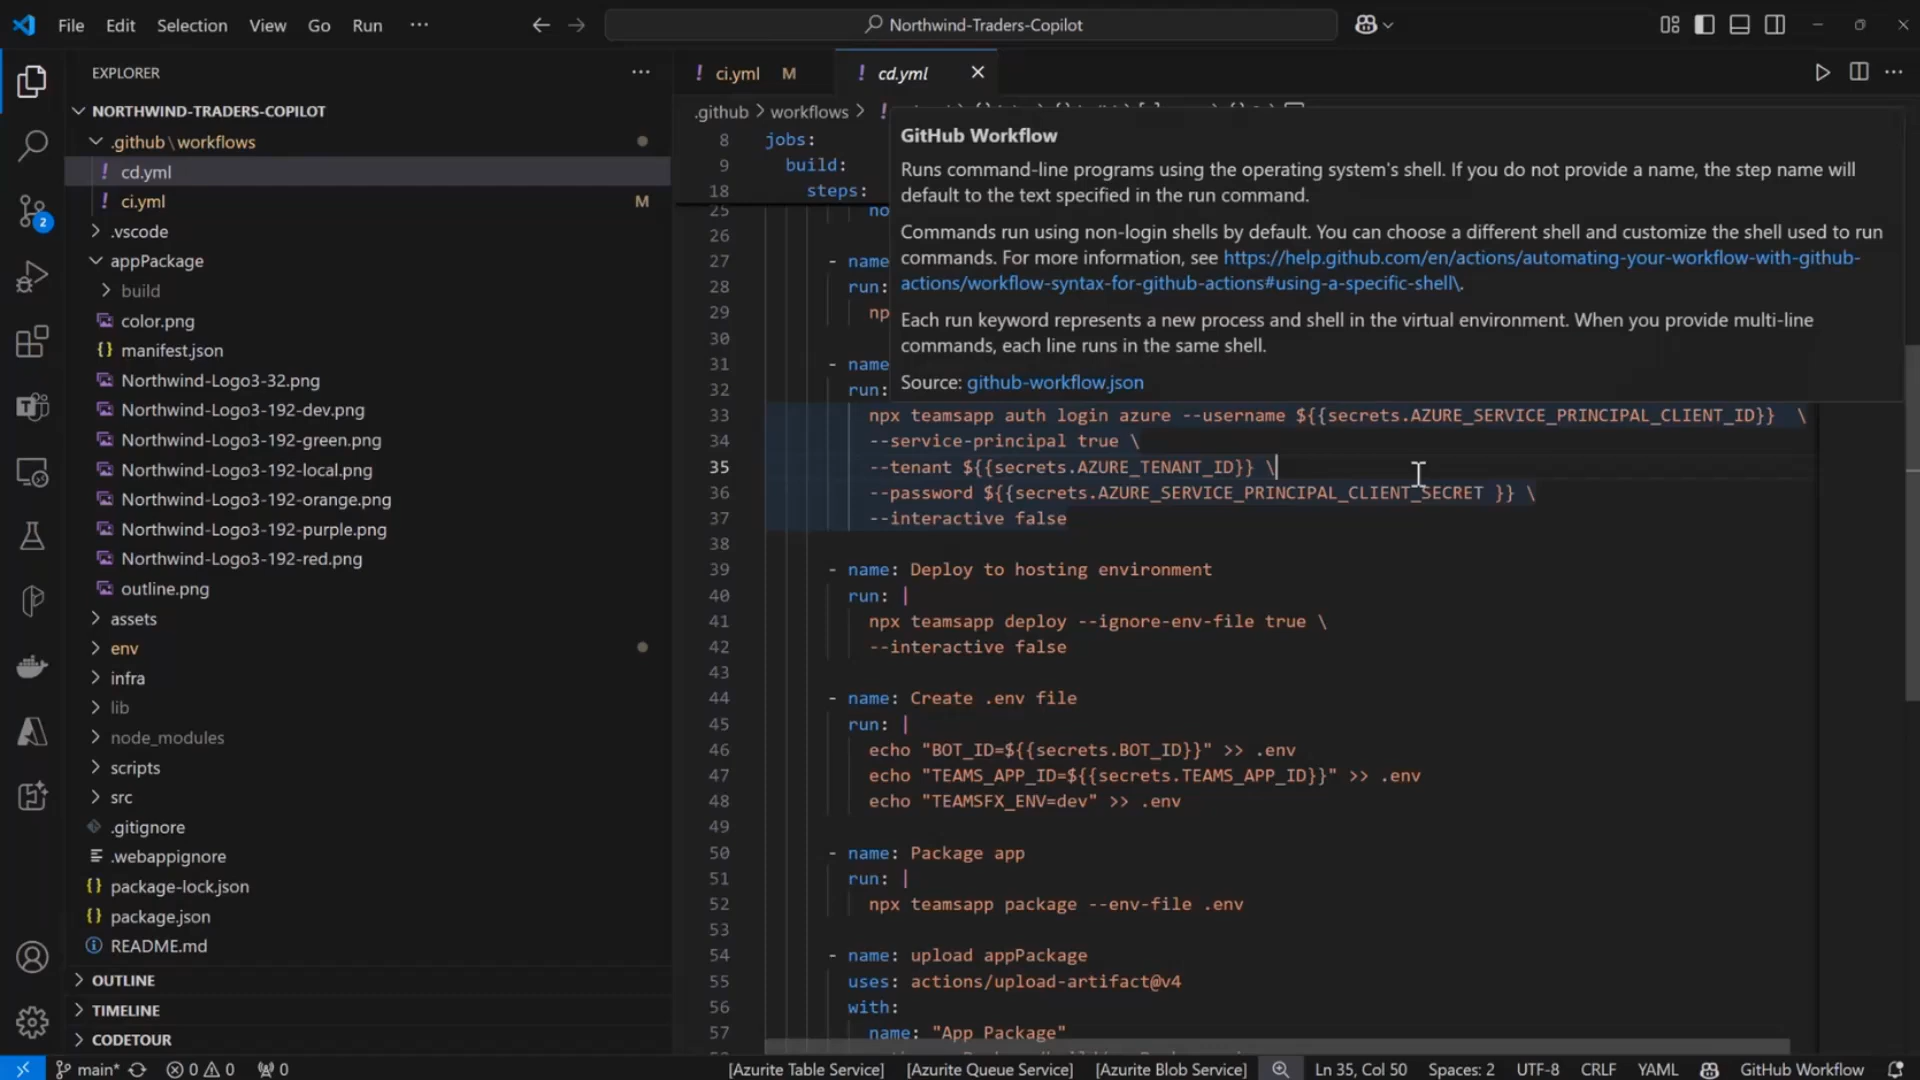 File Edit Selection View Go Run ···
Northwind-Traders-Copilot
EXPLORER
NORTHWIND-TRADERS-COPILOT
.github\workflows
cd.yml
ci.yml M
.vscode
appPackage
build
color.png
manifest.json
Northwind-Logo3-32.png
Northwind-Logo3-192-dev.png
Northwind-Logo3-192-green.png
Northwind-Logo3-192-local.png
Northwind-Logo3-192-orange.png
Northwind-Logo3-192-purple.png
Northwind-Logo3-192-red.png
outline.png
assets
env
infra
lib
node_modules
scripts
src
.gitignore
.webappignore
package-lock.json
package.json
README.md
OUTLINE
TIMELINE
CODETOUR
2
! ci.yml M
! cd.yml
.github > workflows > !
GitHub Workflow
Runs command-line programs using the operating system's shell. If you do not provide a name, the step name will
default to the text specified in the run command.
Commands run using non-login shells by default. You can choose a different shell and customize the shell used to run
commands. For more information, see https://help.github.com/en/actions/automating-your-workflow-with-github-
actions/workflow-syntax-for-github-actions#using-a-specific-shell\.
Each run keyword represents a new process and shell in the virtual environment. When you provide multi-line
commands, each line runs in the same shell.
Source: github-workflow.json
8 jobs:
9 build:
18 steps:
25 no
26
27 - name
28 run:
29 np
30
31 - name
32 run:
33 npx teamsapp auth login azure --username ${{secrets.AZURE_SERVICE_PRINCIPAL_CLIENT_ID}} \
34 --service-principal true \
35 --tenant ${{secrets.AZURE_TENANT_ID}} \
36 --password ${{secrets.AZURE_SERVICE_PRINCIPAL_CLIENT_SECRET }} \
37 --interactive false
38
39 - name: Deploy to hosting environment
40 run: |
41 npx teamsapp deploy --ignore-env-file true \
42 --interactive false
43
44 - name: Create .env file
45 run: |
46 echo "BOT_ID=${{secrets.BOT_ID}}" >> .env
47 echo "TEAMS_APP_ID=${{secrets.TEAMS_APP_ID}}" >> .env
48 echo "TEAMSFX_ENV=dev" >> .env
49
50 - name: Package app
51 run: |
52 npx teamsapp package --env-file .env
53
54 - name: upload appPackage
55 uses: actions/upload-artifact@v4
56 with:
57 name: "App Package"
main* 0 0 0 [Azurite Table Service] [Azurite Queue Service] [Azurite Blob Service] Ln 35, Col 50 Spaces: 2 UTF-8 CRLF YAML GitHub Workflow